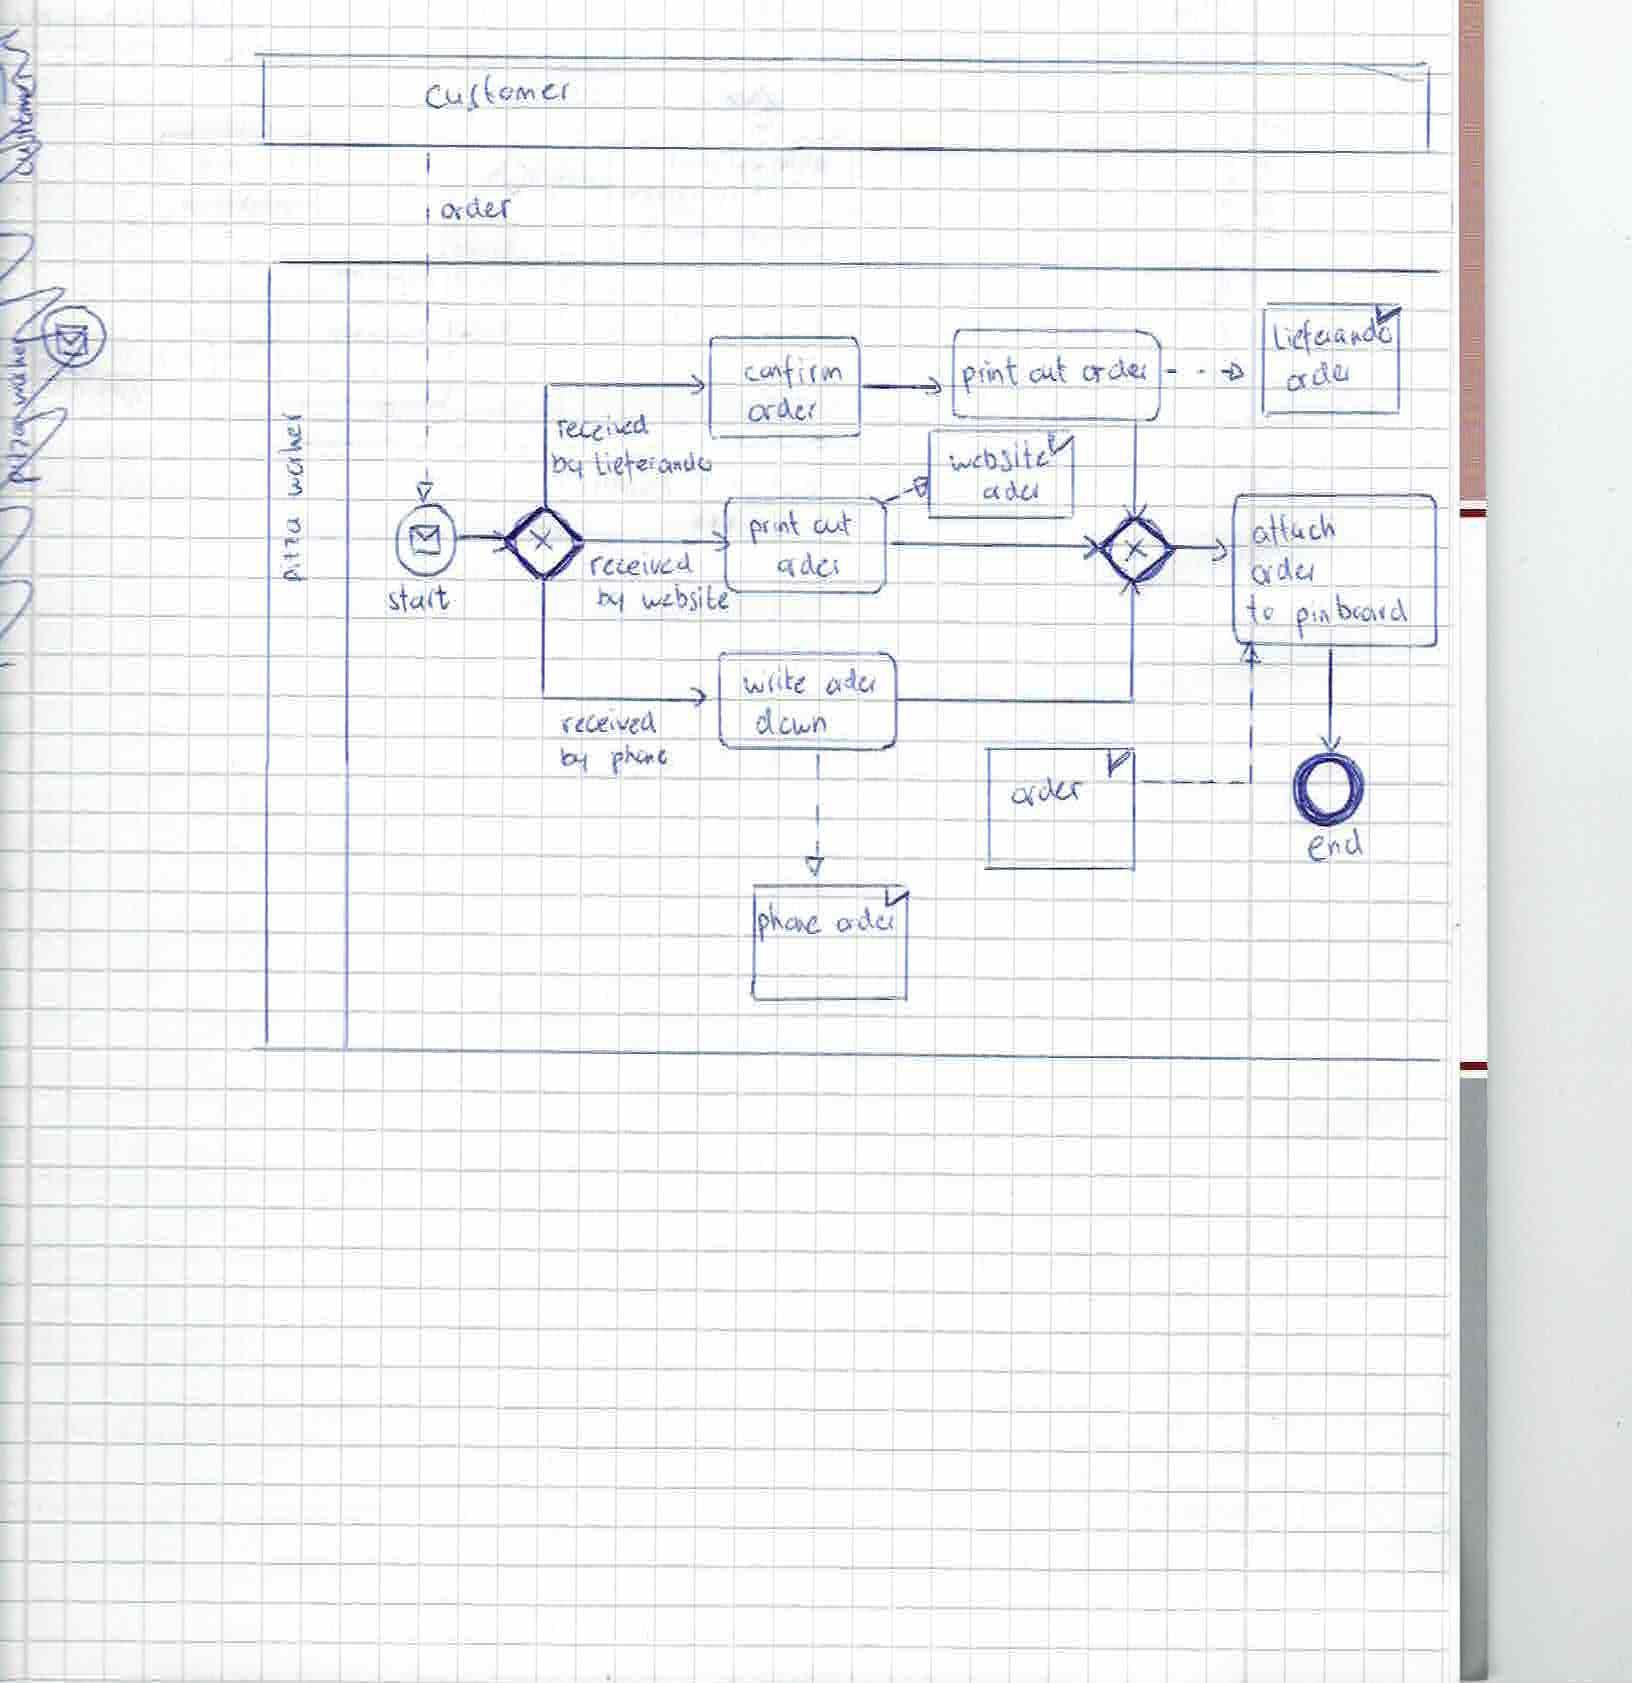 customer
order
pizza worker
confirm
order
print out order
Lieferando
order
received
by Lieferando
website
order
print out
order
attach
order
to pinboard
start
received
by website
write order
down
received
by phone
order
end
phone order
customer
pizza worker